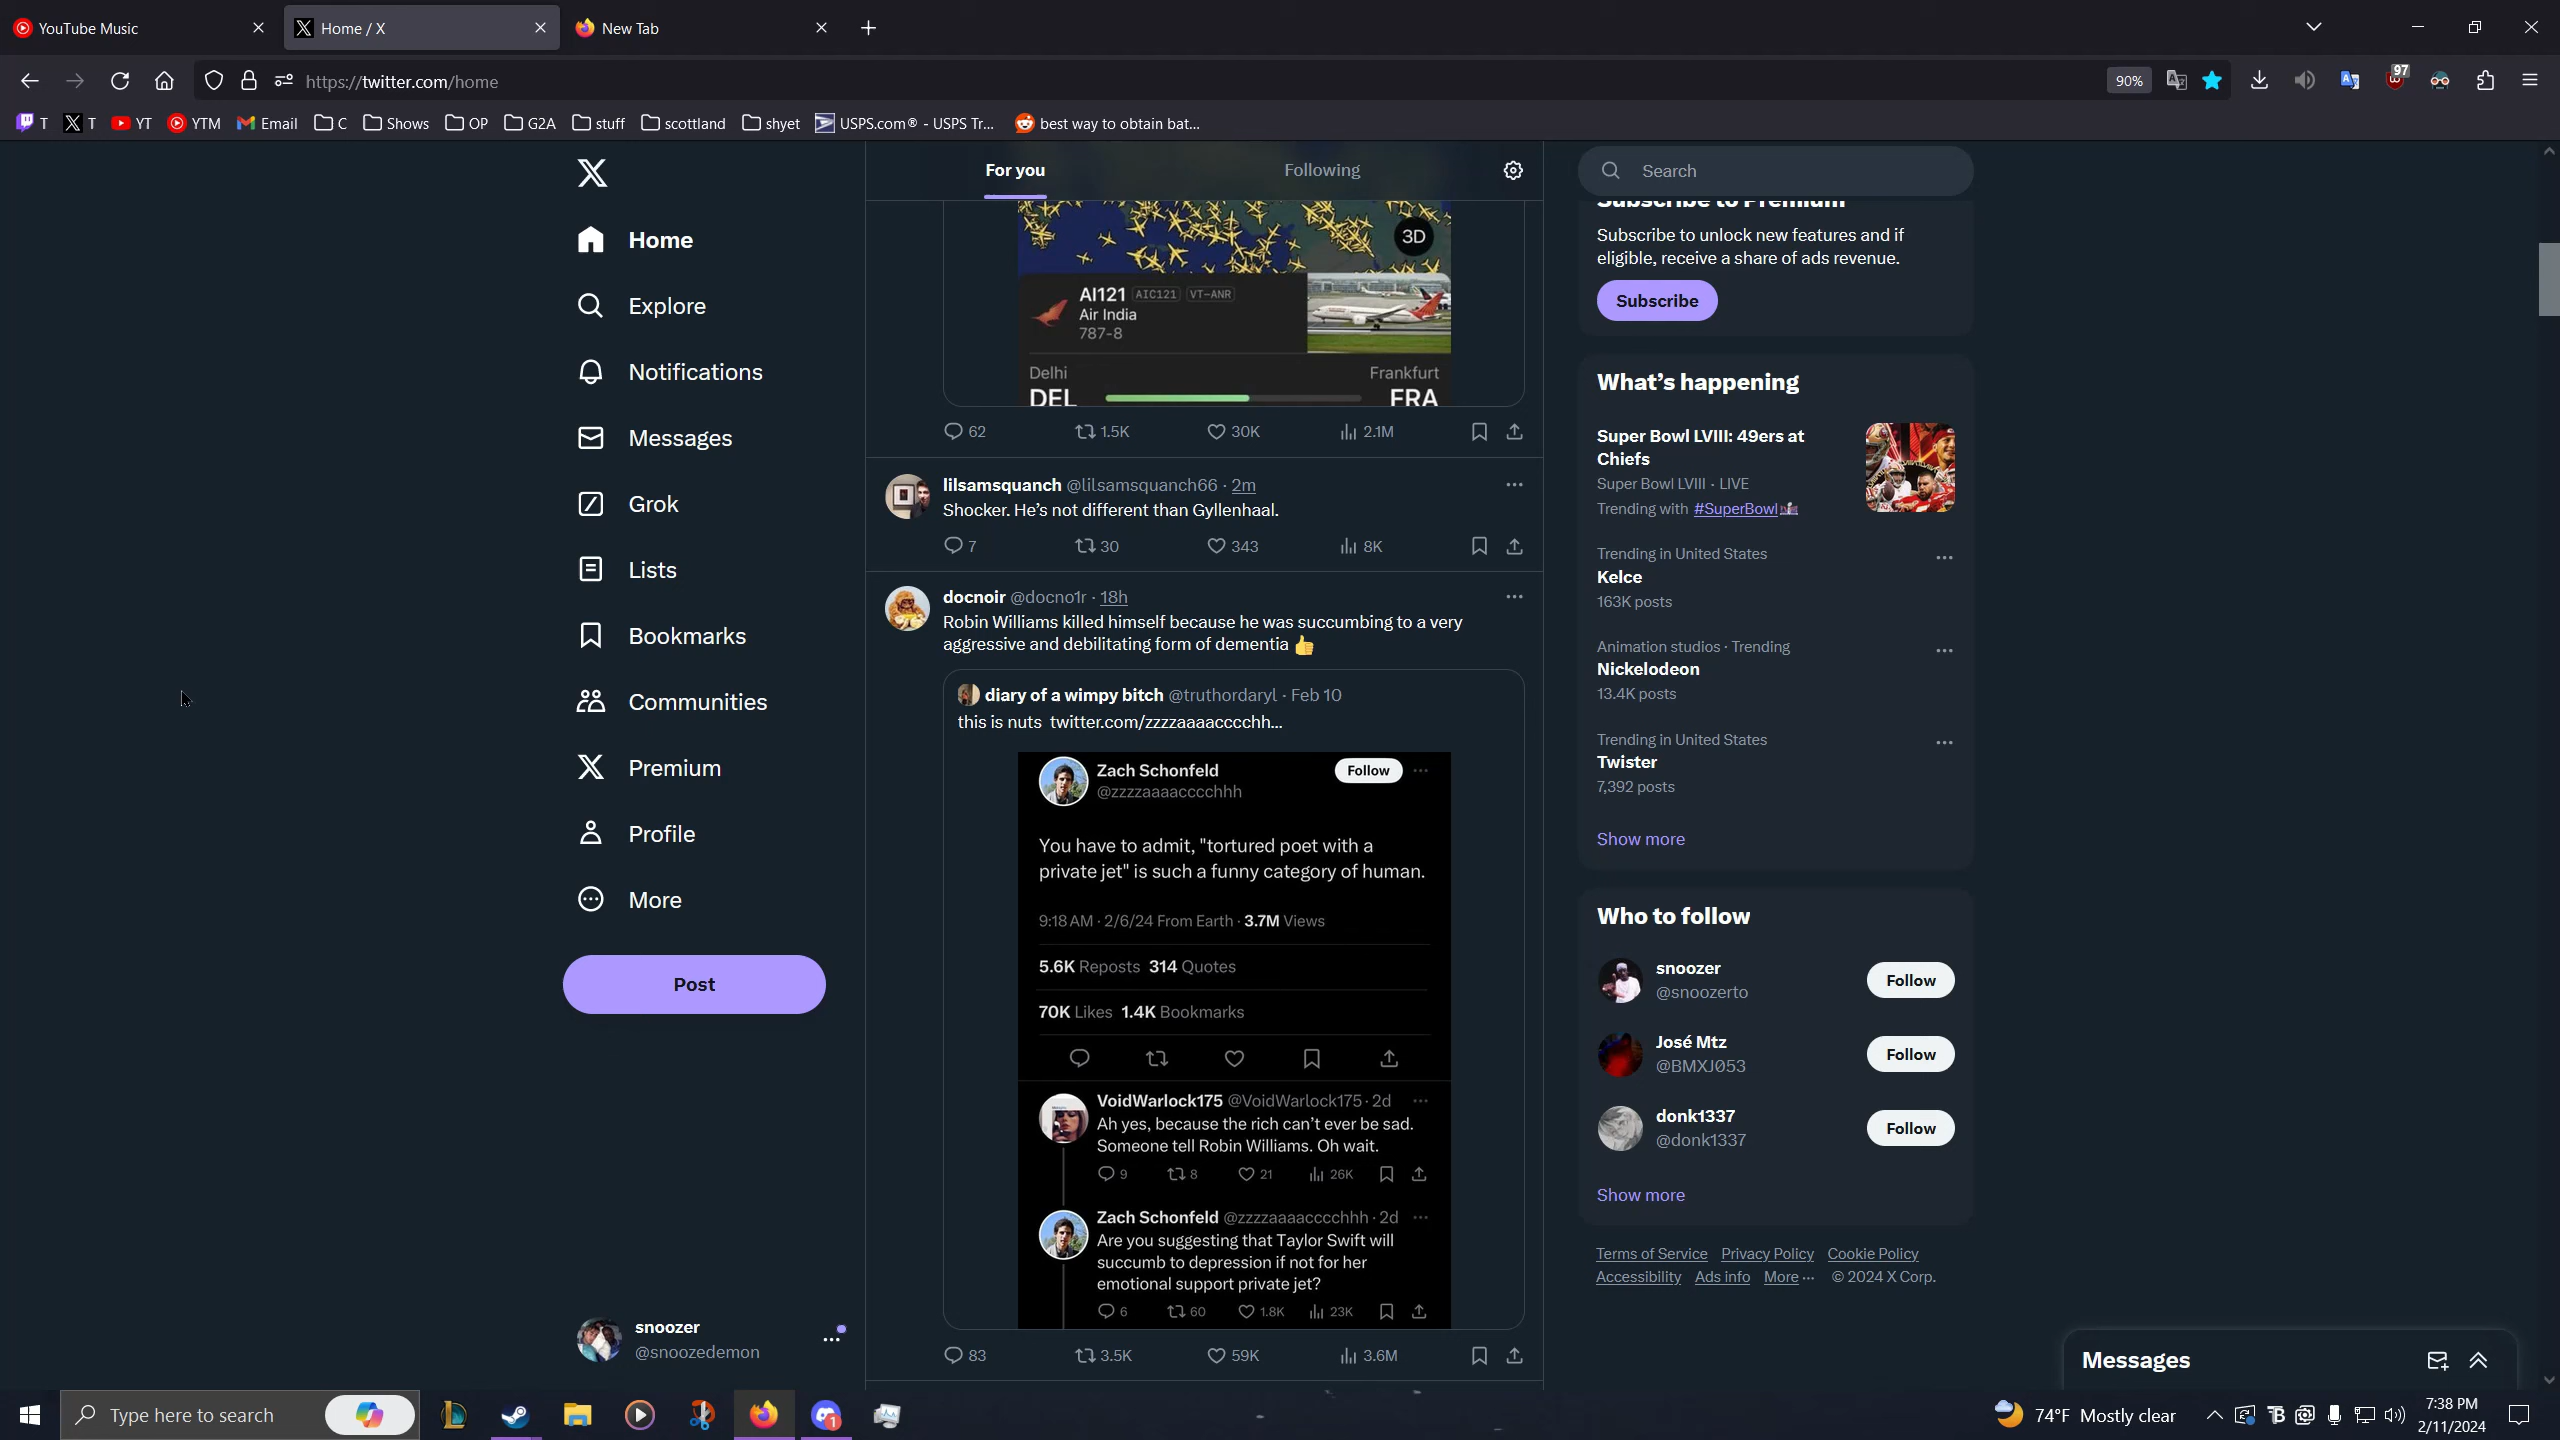 YouTube Music
Home / X
New Tab
https://twitter.com/home
90%
97
T
T
YT
YTM
Email
C
Shows
OP
G2A
stuff
scottland
shyet
USPS.com® - USPS Tr...
best way to obtain bat...
Home
Explore
Notifications
Messages
Grok
Lists
Bookmarks
Communities
Premium
Profile
More
Post
snoozer
@snoozedemon
For you
Following
3D
AI121 AIC121 VT-ANR
Air India
787-8
Delhi Frankfurt
DEL FRA
62 1.5K 30K 2.1M
lilsamsquanch @lilsamsquanch66 · 2m
Shocker. He's not different than Gyllenhaal.
7 30 343 8K
docnoir @docno1r · 18h
Robin Williams killed himself because he was succumbing to a very
aggressive and debilitating form of dementia 👍
diary of a wimpy bitch @truthordaryl · Feb 10
this is nuts twitter.com/zzzzaaaacccchh...
Zach Schonfeld
Follow
@zzzzaaaacccchhh
You have to admit, "tortured poet with a
private jet" is such a funny category of human.
9:18 AM · 2/6/24 From Earth · 3.7M Views
5.6K Reposts 314 Quotes
70K Likes 1.4K Bookmarks
VoidWarlock175 @VoidWarlock175 · 2d
Ah yes, because the rich can't ever be sad.
Someone tell Robin Williams. Oh wait.
9 8 21 26K
Zach Schonfeld @zzzzaaaacccchhh · 2d
Are you suggesting that Taylor Swift will
succumb to depression if not for her
emotional support private jet?
6 60 1.8K 23K
83 3.5K 59K 3.6M
Search
Subscribe to Premium
Subscribe to unlock new features and if
eligible, receive a share of ads revenue.
Subscribe
What's happening
Super Bowl LVIII: 49ers at
Chiefs
Super Bowl LVIII · LIVE
Trending with #SuperBowl
Trending in United States
Kelce
163K posts
Animation studios · Trending
Nickelodeon
13.4K posts
Trending in United States
Twister
7,392 posts
Show more
Who to follow
snoozer
@snoozerto
Follow
José Mtz
@BMXJ053
Follow
donk1337
@donk1337
Follow
Show more
Terms of Service Privacy Policy Cookie Policy
Accessibility Ads info More ··· © 2024 X Corp.
Messages
Type here to search
1
74°F Mostly clear
7:38 PM
2/11/2024